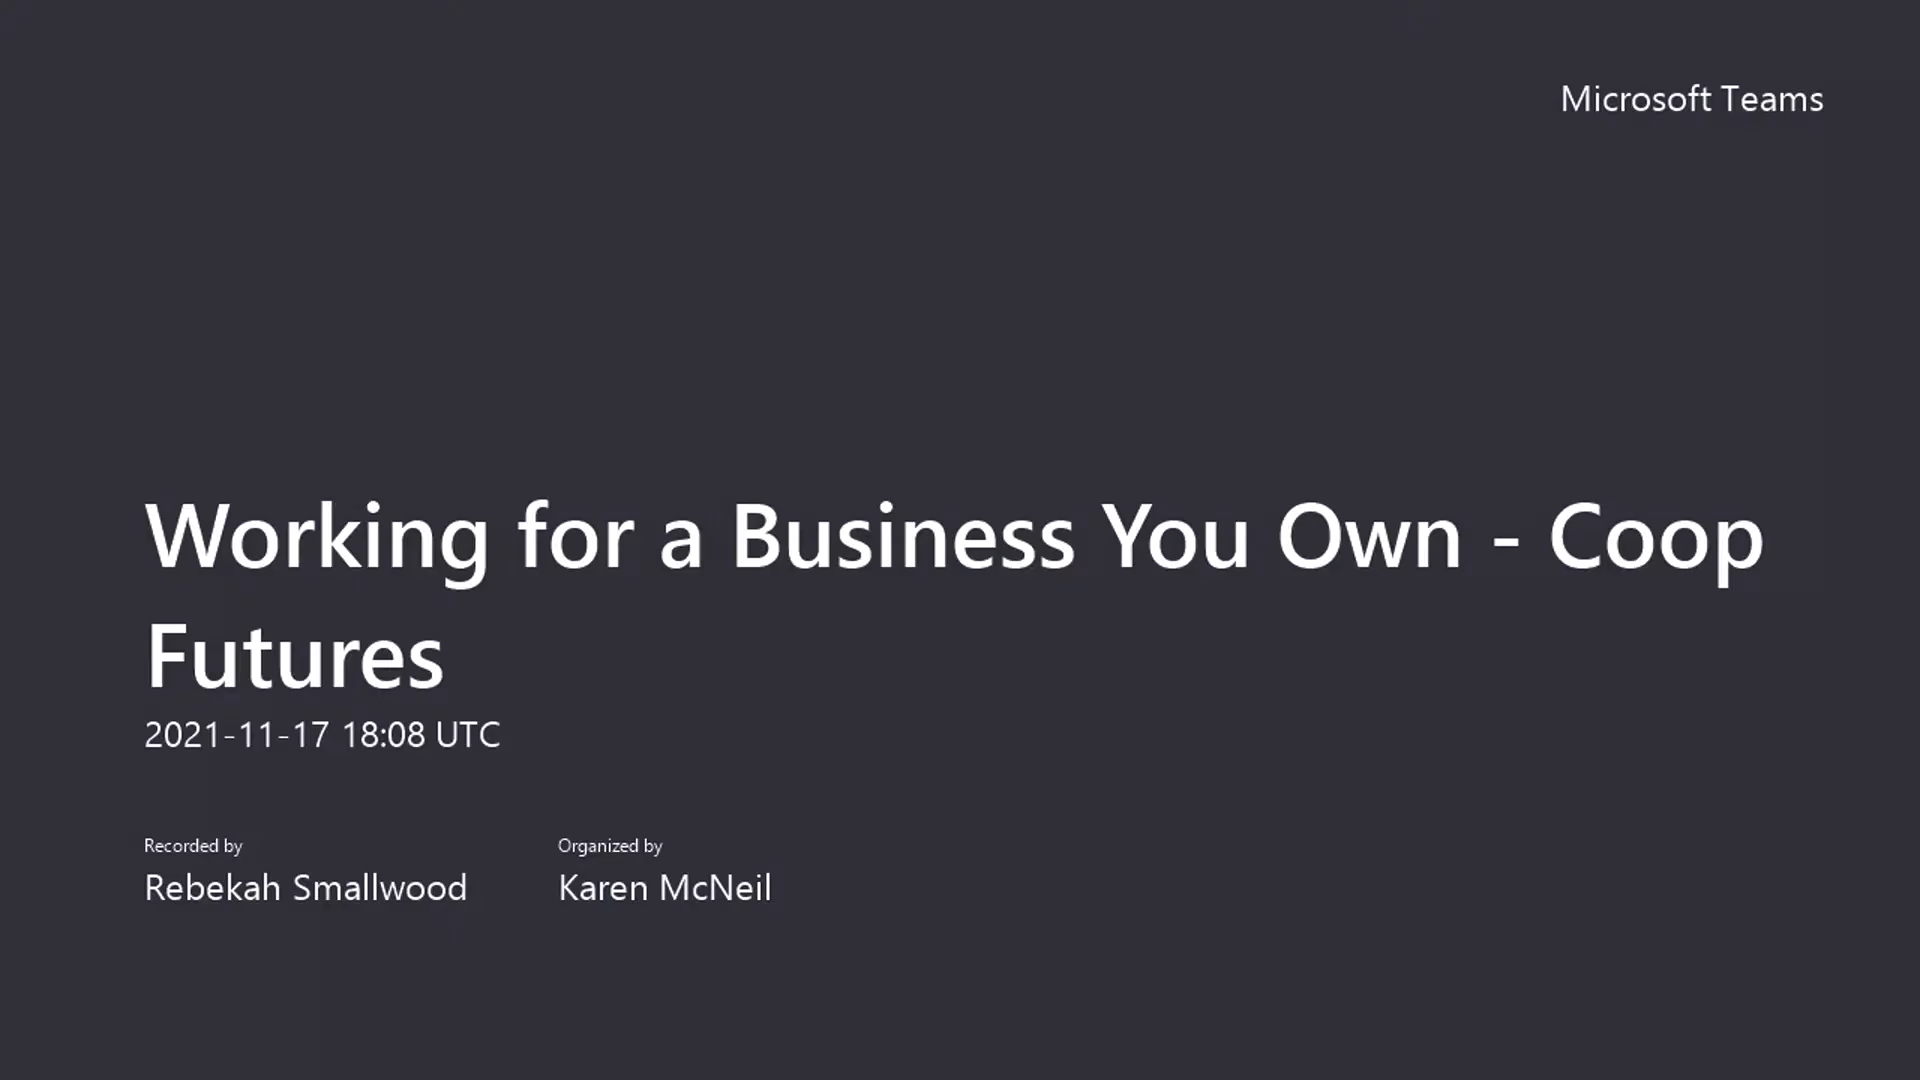 Microsoft Teams
Working for a Business You Own - Coop
Futures
2021-11-17 18:08 UTC
Recorded by
Rebekah Smallwood
Organized by
Karen McNeil